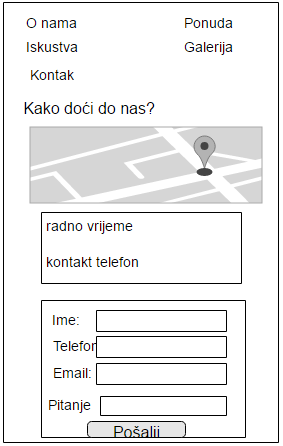 O nama Ponuda
Iskustva Galerija
Kontak
Kako doći do nas?
radno vrijeme
kontakt telefon
Ime:
Telefon
Email:
Pitanje
Pošalji